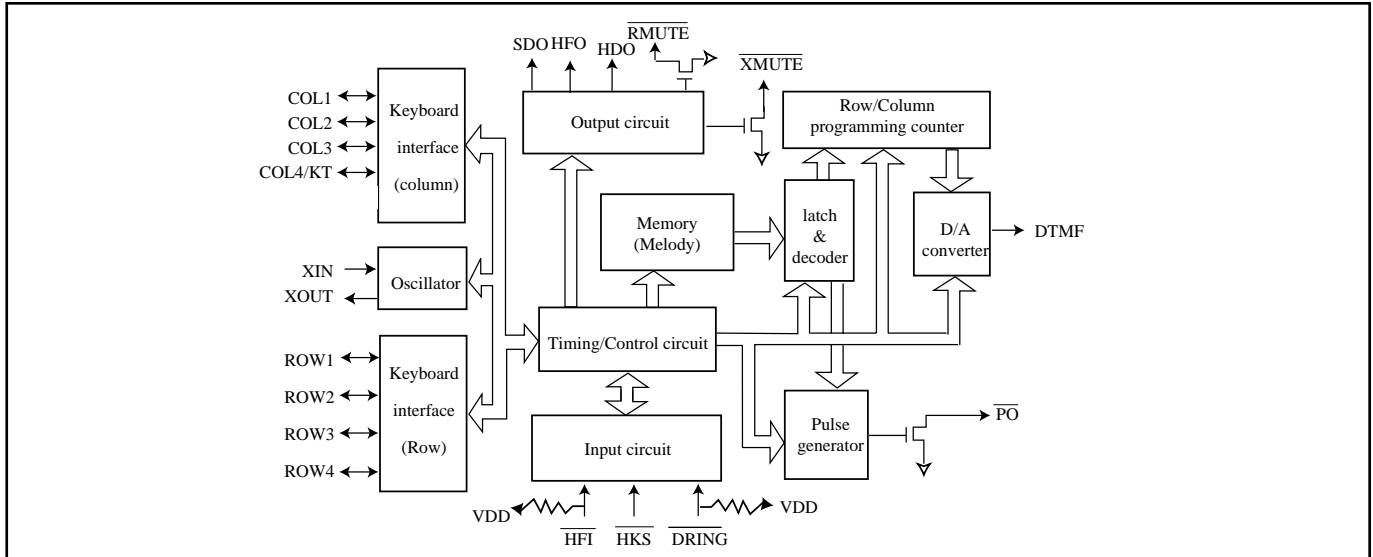 RMUTE
SDO
HFO
HDO
XMUTE
COL1
COL2
COL3
COL4/KT
Keyboard
interface
(column)
Output circuit
Row/Column
programming counter
Memory
(Melody)
latch
&
decoder
D/A
converter
DTMF
XIN
XOUT
Oscillator
Timing/Control circuit
ROW1
ROW2
ROW3
ROW4
Keyboard
interface
(Row)
Input circuit
Pulse
generator
PO
VDD
VDD
HFI
HKS
DRING